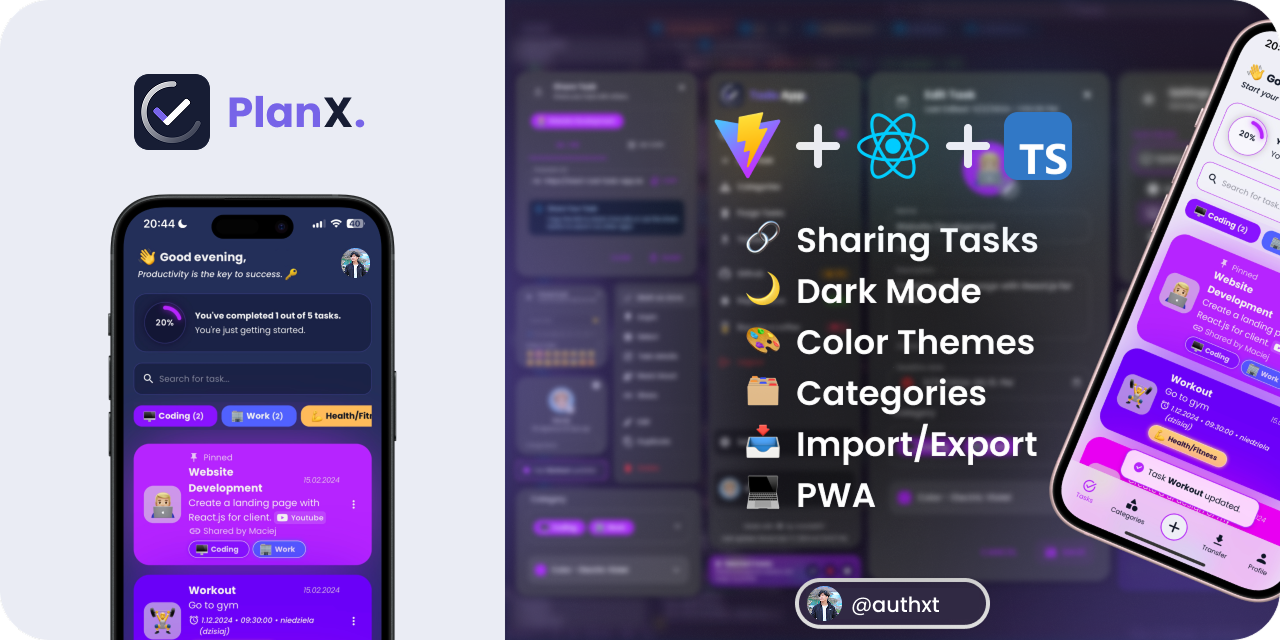 PlanX.
20:44
40
👋 Good evening,
Productivity is the key to success. 🔑
20%
You've completed 1 out of 5 tasks.
You're just getting started.
Search for task...
Coding (2)
Work (2)
Health/Fitn
Pinned
Website
Development
15.02.2024
Create a landing page with
React.js for client.
Youtube
Shared by Maciej
Coding
Work
Workout
15.02.2024
Go to gym
1.12.2024 • 09:30:00 • niedziela
(dzisiaj)
TS
Sharing Tasks
Dark Mode
Color Themes
Categories
Import/Export
PWA
@authxt
20:
Go
Start your
20%
Search for task.
Coding (2)
Pinned
Website
Development
Create a landing p
React.js for client.
Shared by Maciej
Coding
Work
Workout
Go to gym
1.12.2024 • 09:30:00 • niedziela
(dzisiaj)
Health/Fitness
Task Workout updated.
Tasks
Categories
Transfer
Profile